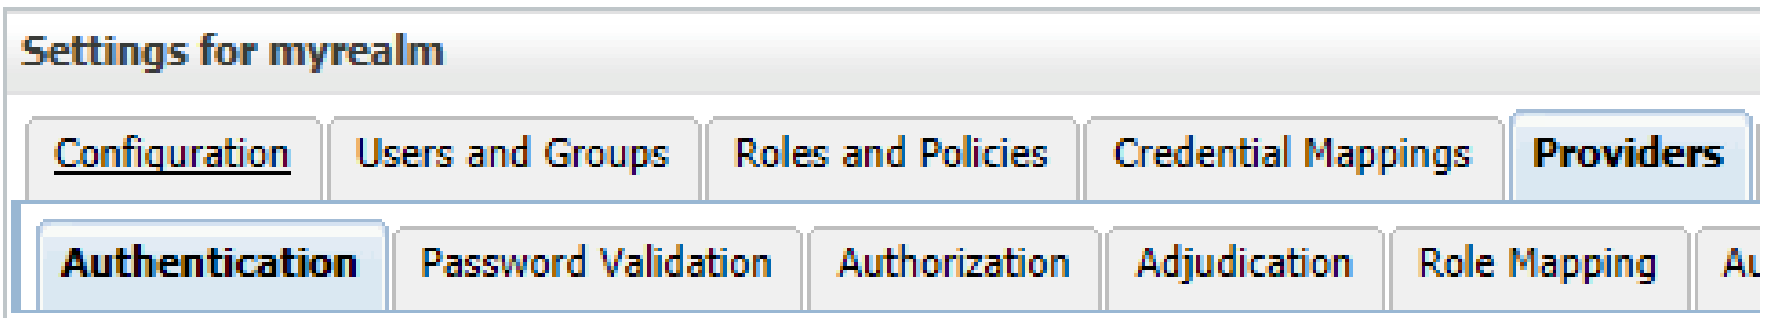 Settings for myrealm
Configuration Users and Groups Roles and Policies Credential Mappings Providers
Authentication Password Validation Authorization Adjudication Role Mapping